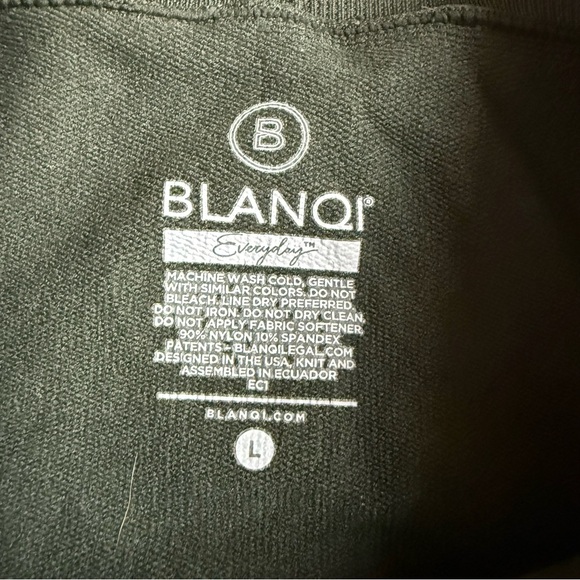 B
BLANQI®
Everyday™
MACHINE WASH COLD, GENTLE
WITH SIMILAR COLORS. DO NOT
BLEACH. LINE DRY PREFERRED.
DO NOT IRON. DO NOT DRY CLEAN.
DO NOT APPLY FABRIC SOFTENER
90% NYLON 10% SPANDEX
PATENTS - BLANQILEGAL.COM
DESIGNED IN THE USA, KNIT AND
ASSEMBLED IN ECUADOR
EC1
BLANQI.COM
L